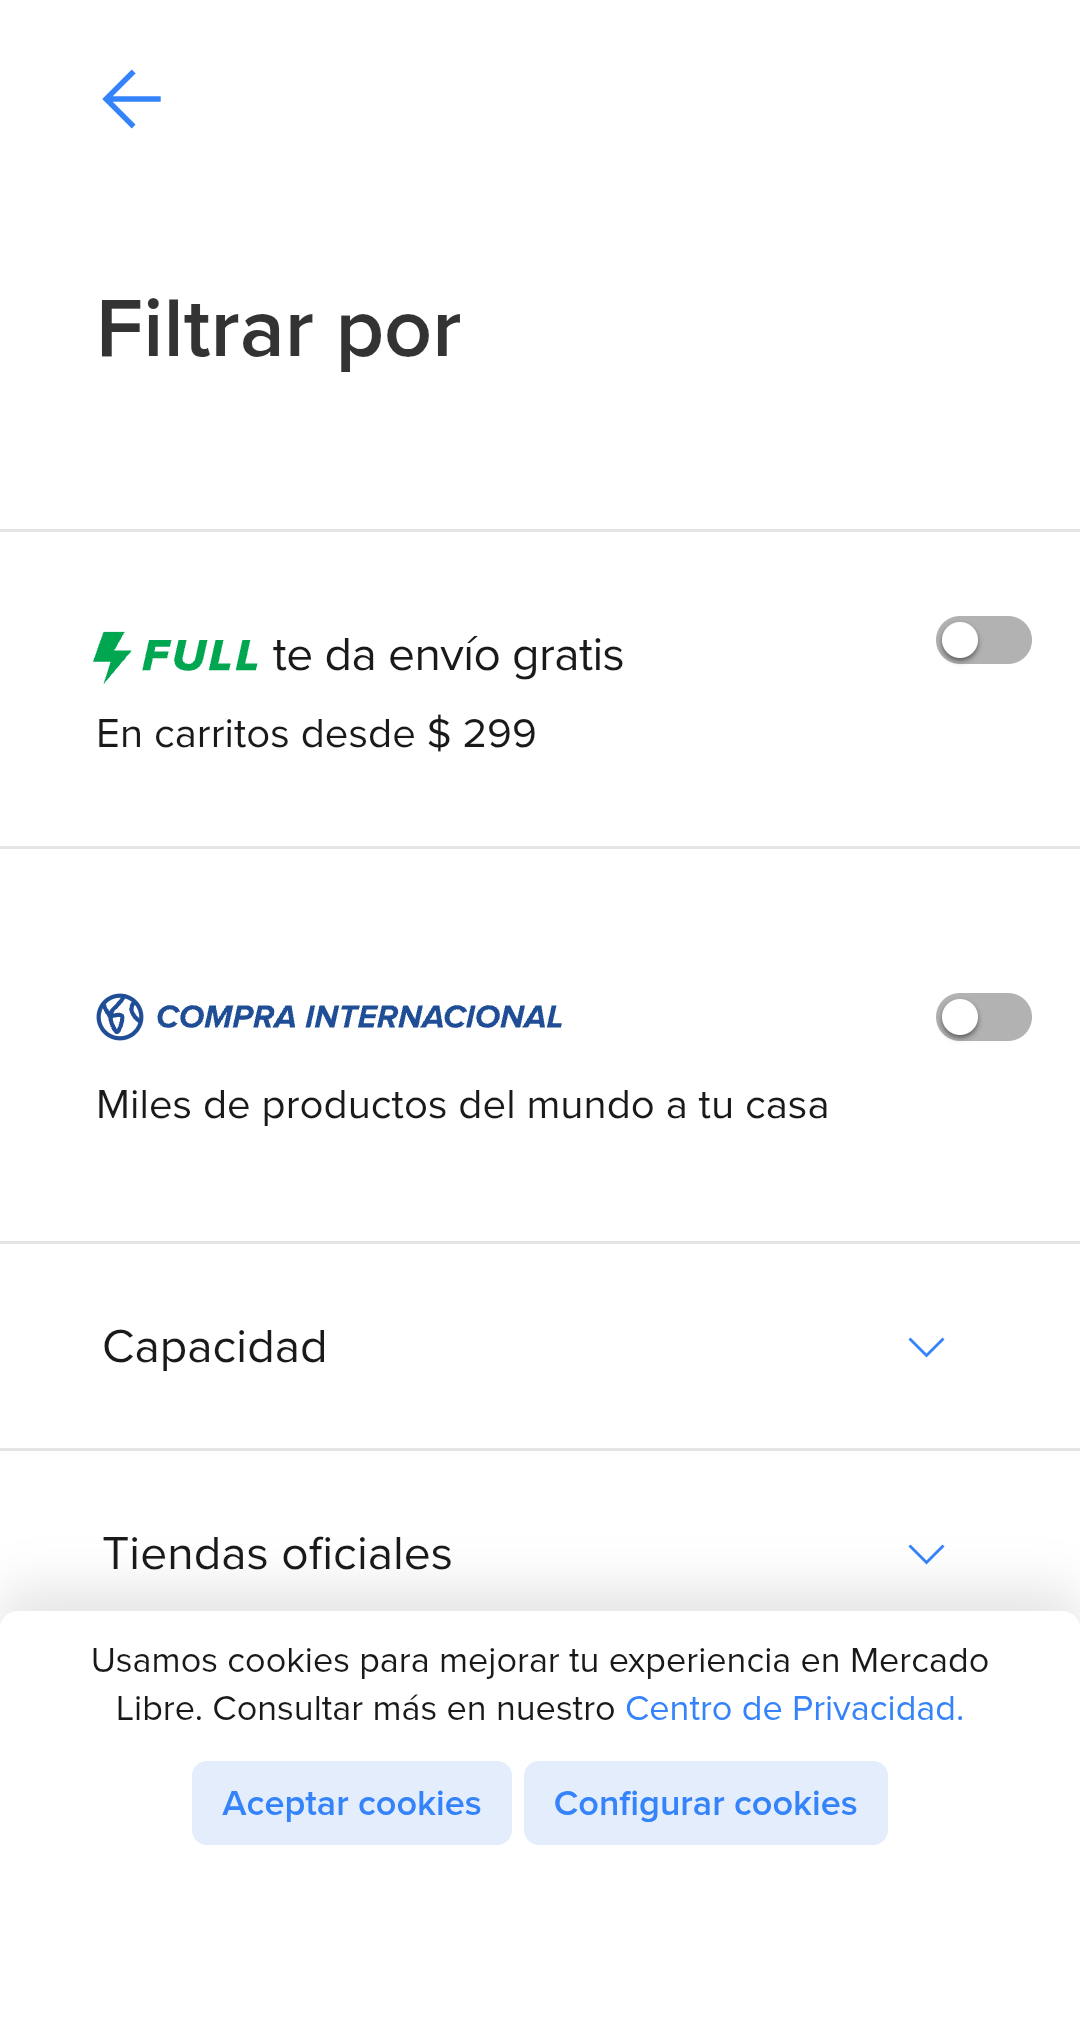 Filtrar por
FULL te da envío gratis
En carritos desde $ 299
COMPRA INTERNACIONAL
Miles de productos del mundo a tu casa
Capacidad
Tiendas oficiales
Usamos cookies para mejorar tu experiencia en Mercado
Libre. Consultar más en nuestro Centro de Privacidad.
Aceptar cookies Configurar cookies